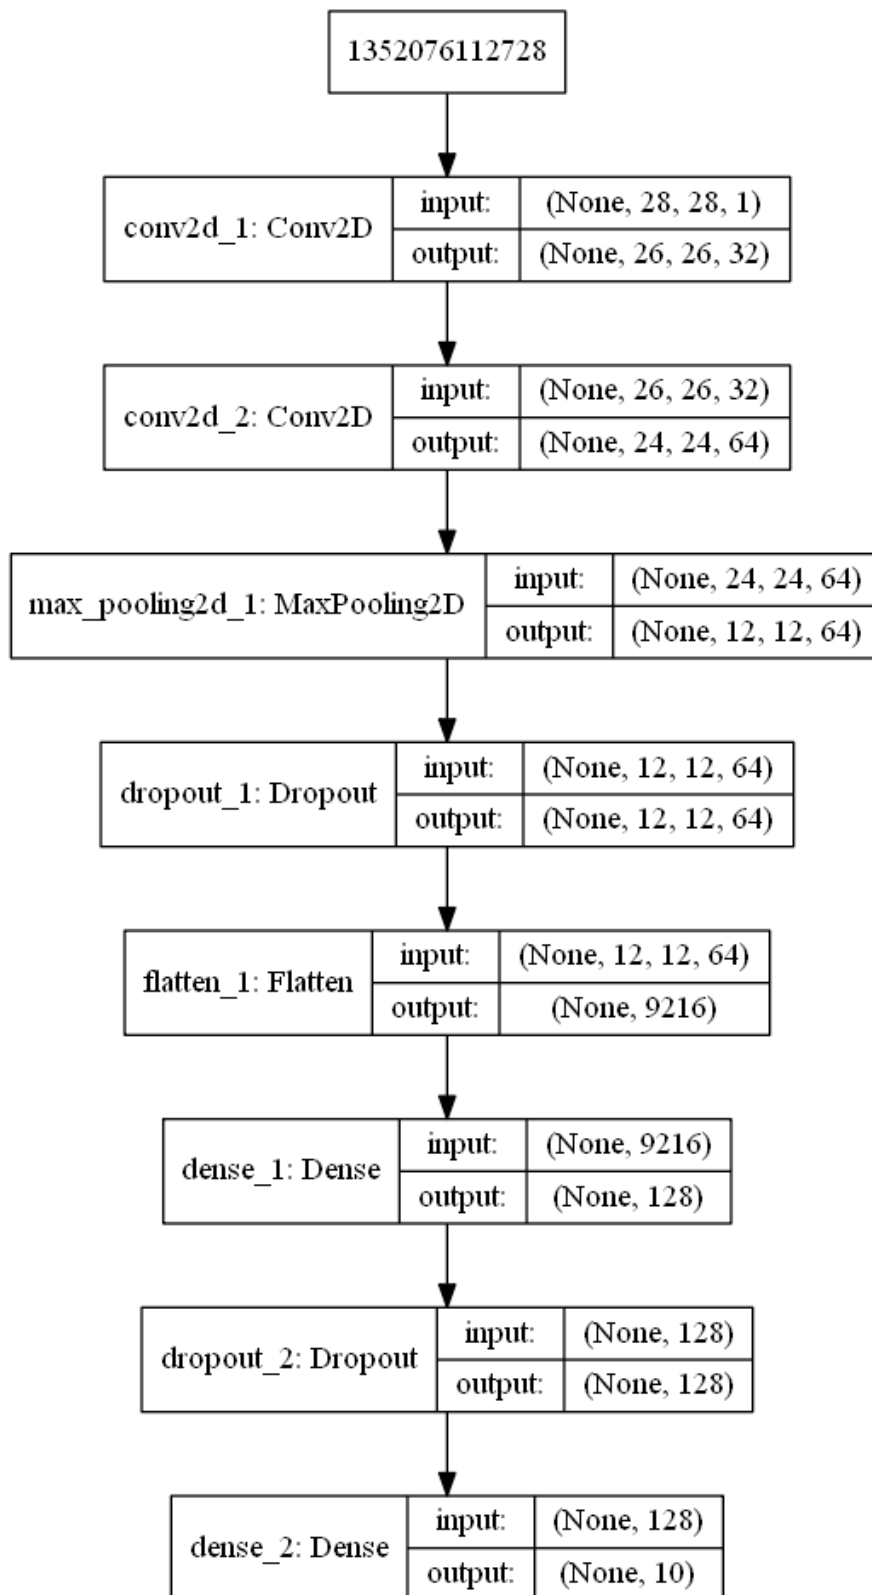 1352076112728
conv2d_1: Conv2D
input: (None, 28, 28, 1)
output: (None, 26, 26, 32)
conv2d_2: Conv2D
input: (None, 26, 26, 32)
output: (None, 24, 24, 64)
max_pooling2d_1: MaxPooling2D
input: (None, 24, 24, 64)
output: (None, 12, 12, 64)
dropout_1: Dropout
input: (None, 12, 12, 64)
output: (None, 12, 12, 64)
flatten_1: Flatten
input: (None, 12, 12, 64)
output: (None, 9216)
dense_1: Dense
input: (None, 9216)
output: (None, 128)
dropout_2: Dropout
input: (None, 128)
output: (None, 128)
dense_2: Dense
input: (None, 128)
output: (None, 10)